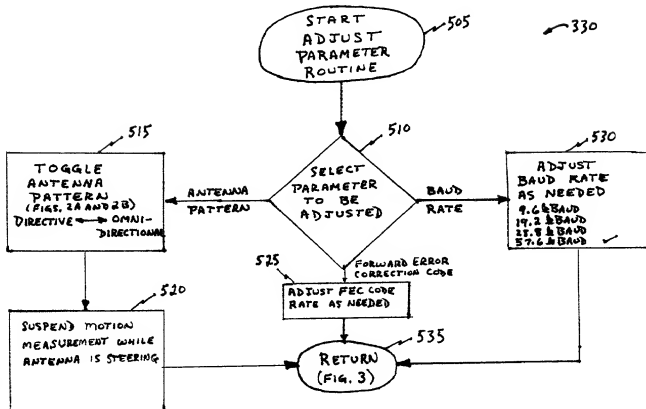 START
ADJUST
PARAMETER
ROUTINE
505
330
515
TOGGLE
ANTENNA
PATTERN
(FIGS. 2A AND 2B)
DIRECTIVE OMNI-
DIRECTIONAL
ANTENNA
PATTERN
510
SELECT
PARAMETER
TO BE
ADJUSTED
BAUD
RATE
530
ADJUST
BAUD RATE
AS NEEDED
9.6 kBAUD
19.2 kBAUD
28.8 kBAUD
57.6 kBAUD
FORWARD ERROR
CORRECTION CODE
525
ADJUST FEC CODE
RATE AS NEEDED
520
SUSPEND MOTION
MEASUREMENT WHILE
ANTENNA IS STEERING
535
RETURN
(FIG. 3)